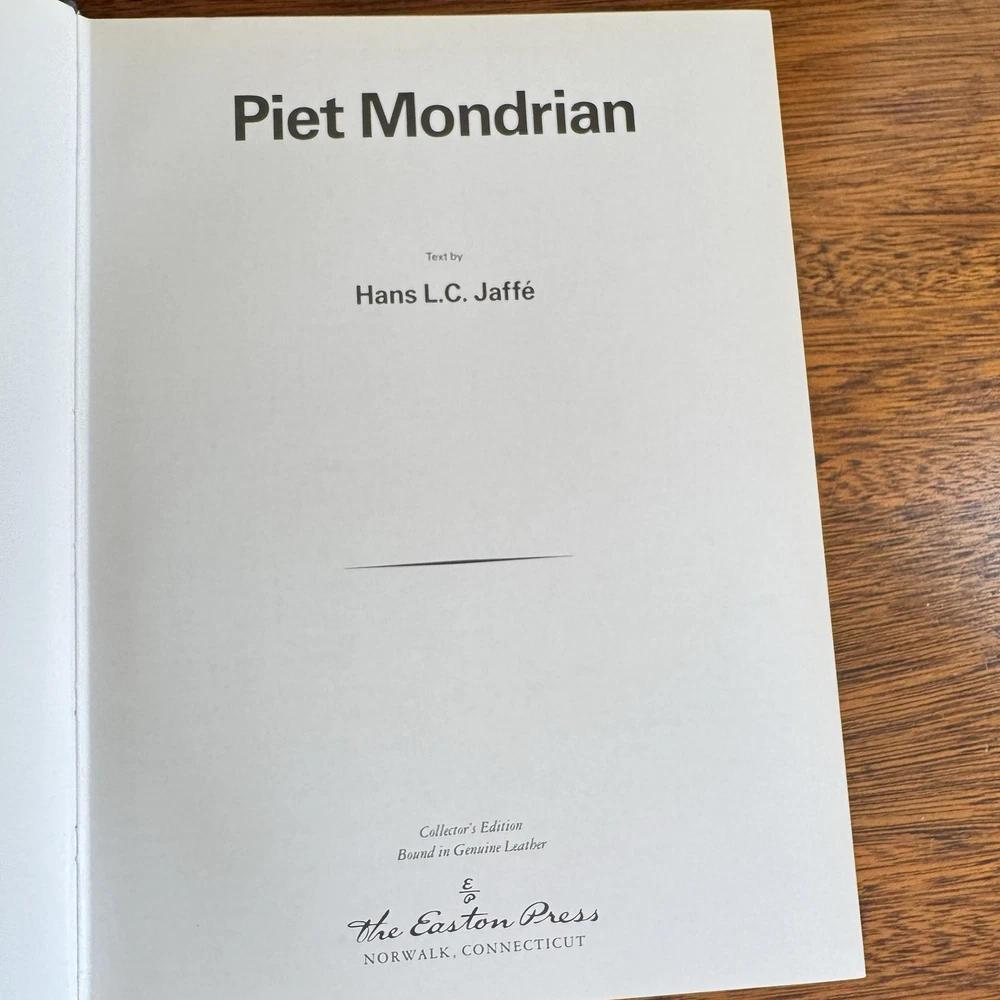 Piet Mondrian
Text by
Hans L.C. Jaffé
Collector's Edition
Bound in Genuine Leather
E
P
The Easton Press
NORWALK, CONNECTICUT